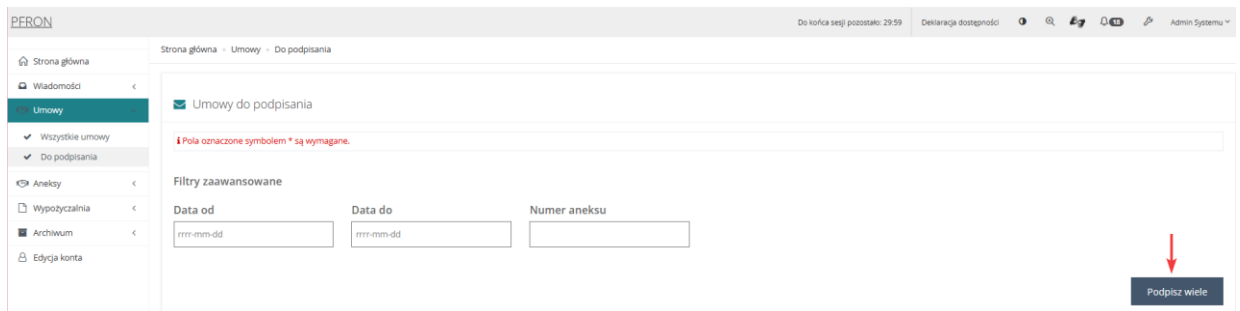 PFRON
Do końca sesji pozostało: 29:59 Deklaracja dostępności 18 Admin Systemu
Strona główna Umowy Do podpisania
Strona główna
Wiadomości
Umowy
Wszystkie umowy
Do podpisania
Aneksy
Wypożyczalnia
Archiwum
Edycja konta
Umowy do podpisania
Pola oznaczone symbolem * są wymagane.
Filtry zaawansowane
Data od Data do Numer aneksu
rrrr-mm-dd rrrr-mm-dd
Podpisz wiele